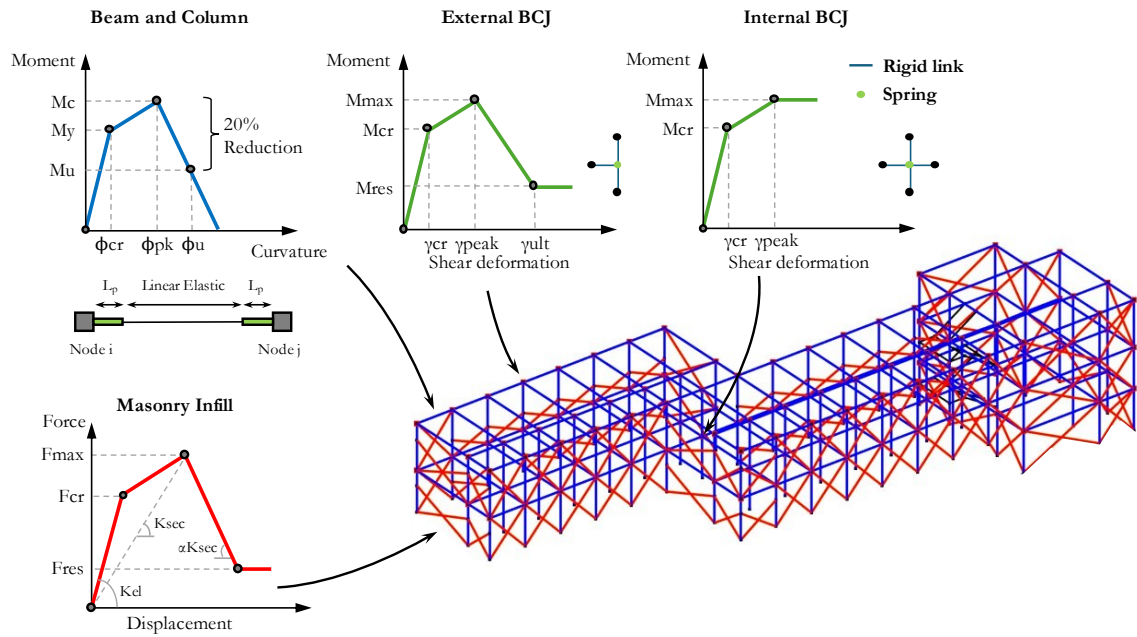 Beam and Column
Moment
Mc
My
Mu
20%
Reduction
ϕcr
ϕpk
ϕu
Curvature
Lp
Linear Elastic
Lp
Node i
Node j
External BCJ
Moment
Mmax
Mcr
Mres
γcr
γpeak
γult
Shear deformation
Internal BCJ
Moment
Mmax
Mcr
γcr
γpeak
Shear deformation
Rigid link
Spring
Masonry Infill
Force
Fmax
Fcr
Ksec
αKsec
Fres
Kel
Displacement